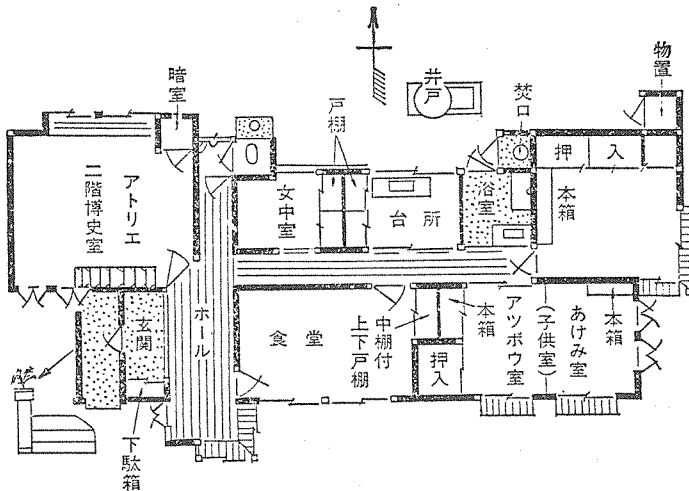 井戸
物置
暗室
戸棚
焚口
押入
アトリエ
二階博史室
女中室
台所
浴室
本箱
玄関
ホール
食堂
中棚付
上下戸棚
本箱
押入
アツボウ室
(子供室)
あけみ室
本箱
下駄箱